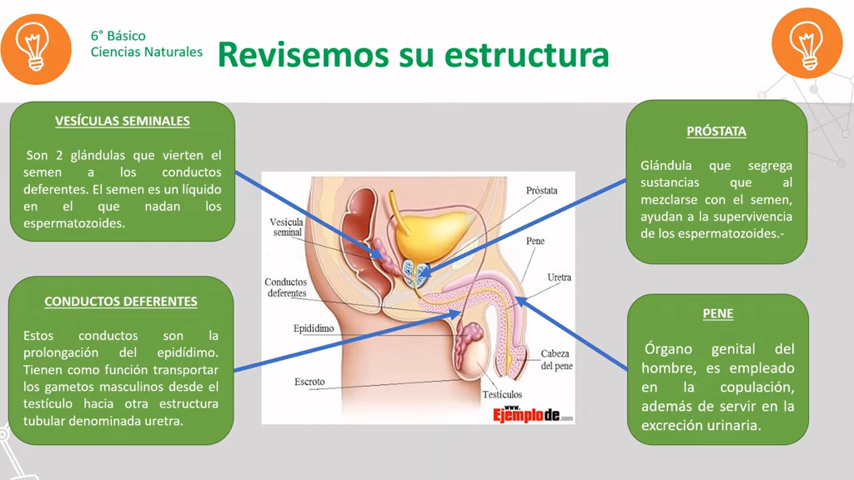 6° Básico
Ciencias Naturales
Revisemos su estructura
VESÍCULAS SEMINALES
Son 2 glándulas que vierten el
semen a los conductos
deferentes. El semen es un líquido
en el que nadan los
espermatozoides.
CONDUCTOS DEFERENTES
Estos conductos son la
prolongación del epidídimo.
Tienen como función transportar
los gametos masculinos desde el
testículo hacia otra estructura
tubular denominada uretra.
Vesícula
seminal
Conductos
deferentes
Epidídimo
Escroto
Próstata
Pene
Uretra
Cabeza
del pene
Testículos
www.
Ejemplode.com
PRÓSTATA
Glándula que segrega
sustancias que al
mezclarse con el semen,
ayudan a la supervivencia
de los espermatozoides.-
PENE
Órgano genital del
hombre, es empleado
en la copulación,
además de servir en la
excreción urinaria.